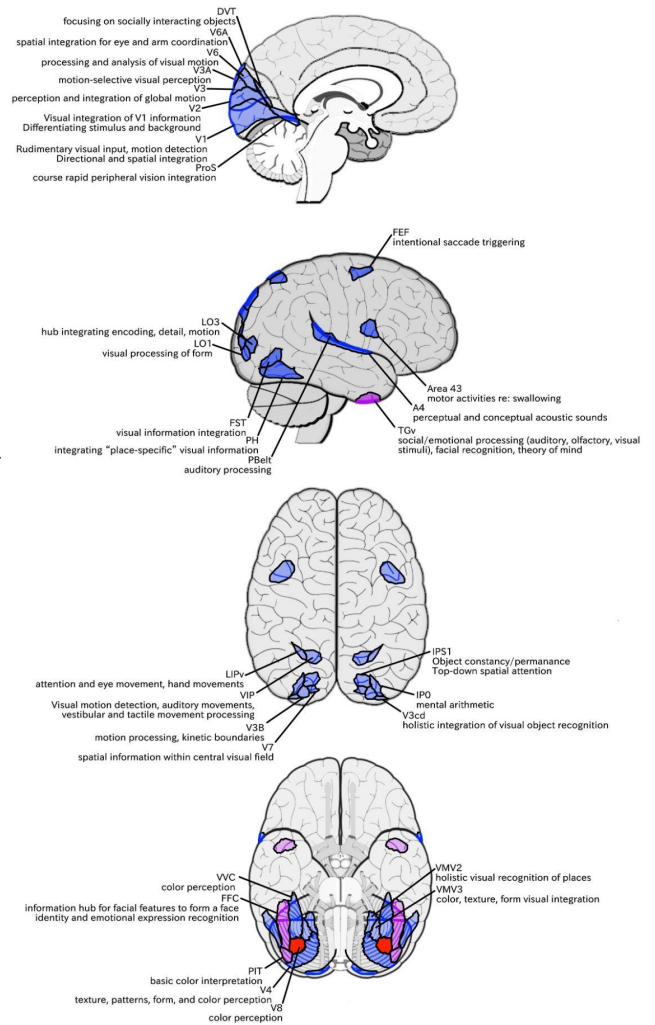 DVT
focusing on socially interacting objects
V6A
spatial integration for eye and arm coordination
V6
processing and analysis of visual motion
V3A
motion-selective visual perception
V3
perception and integration of global motion
V2
Visual integration of V1 information
Differentiating stimulus and background
V1
Rudimentary visual input, motion detection
Directional and spatial integration
ProS
course rapid peripheral vision integration
FEF
intentional saccade triggering
LO3
hub integrating encoding, detail, motion
LO1
visual processing of form
Area 43
motor activities re: swallowing
A4
perceptual and conceptual acoustic sounds
TGv
social/emotional processing (auditory, olfactory, visual
stimuli), facial recognition, theory of mind
FST
visual information integration
PH
integrating "place-specific" visual information
PBelt
auditory processing
LIPv
attention and eye movement, hand movements
VIP
Visual motion detection, auditory movements,
vestibular and tactile movement processing
V3B
motion processing, kinetic boundaries
V7
spatial information within central visual field
IPS1
Object constancy/permanance
Top-down spatial attention
IP0
mental arithmetic
V3cd
holistic integration of visual object recognition
VVC
color perception
FFC
information hub for facial features to form a face
identity and emotional expression recognition
VMV2
holistic visual recognition of places
VMV3
color, texture, form visual integration
PIT
basic color interpretation
V4
texture, patterns, form, and color perception
V8
color perception